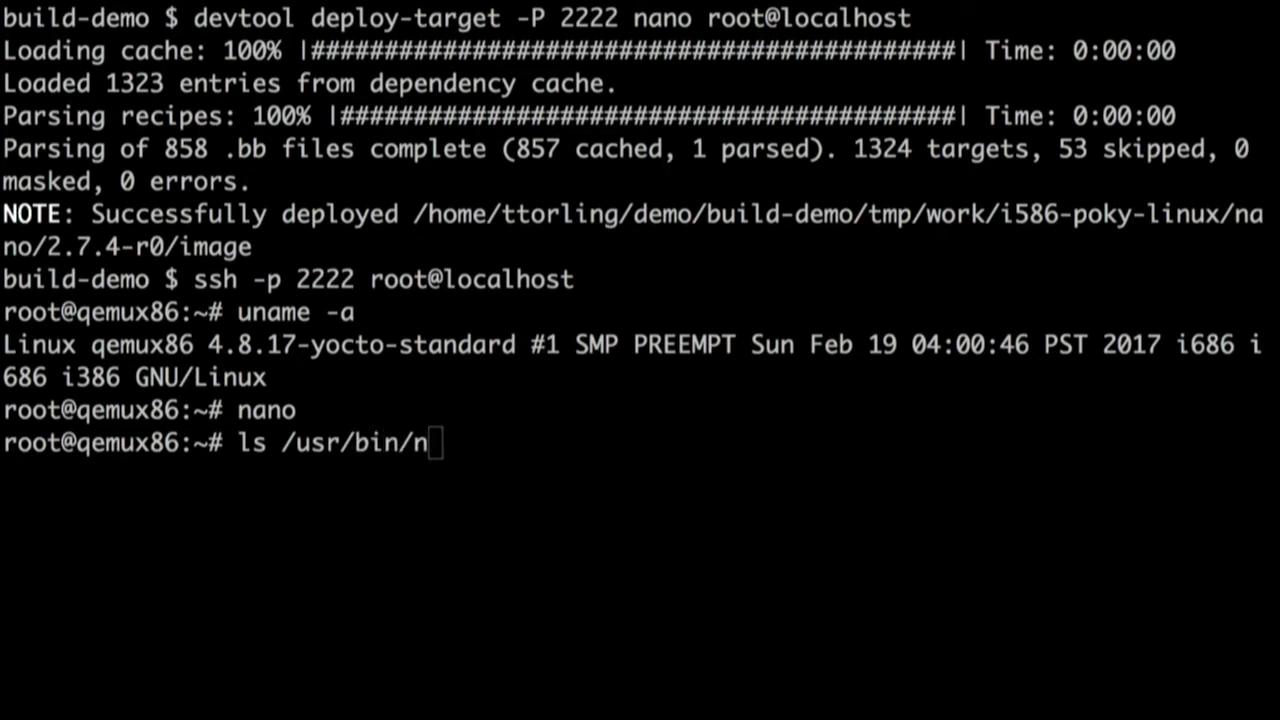 build-demo $ devtool deploy-target -P 2222 nano root@localhost
Loading cache: 100% |############################################| Time: 0:00:00
Loaded 1323 entries from dependency cache.
Parsing recipes: 100% |##########################################| Time: 0:00:00
Parsing of 858 .bb files complete (857 cached, 1 parsed). 1324 targets, 53 skipped, 0
masked, 0 errors.
NOTE: Successfully deployed /home/ttorling/demo/build-demo/tmp/work/i586-poky-linux/na
no/2.7.4-r0/image
build-demo $ ssh -p 2222 root@localhost
root@qemux86:~# uname -a
Linux qemux86 4.8.17-yocto-standard #1 SMP PREEMPT Sun Feb 19 04:00:46 PST 2017 i686 i
686 i386 GNU/Linux
root@qemux86:~# nano
root@qemux86:~# ls /usr/bin/n